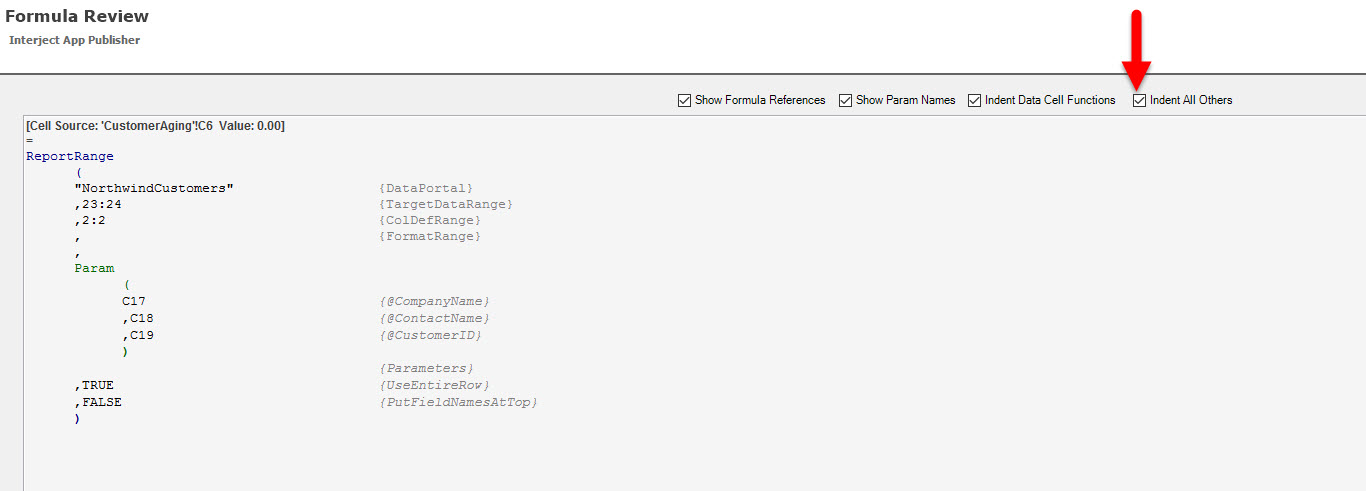 Formula Review
Interject App Publisher
Show Formula References Show Param Names Indent Data Cell Functions Indent All Others
[Cell Source: 'CustomerAging'!C6 Value: 0.00]
=
ReportRange
(
"NorthwindCustomers" {DataPortal}
,23:24 {TargetDataRange}
,2:2 {ColDefRange}
, {FormatRange}
,
Param
(
C17 {@CompanyName}
,C18 {@ContactName}
,C19 {@CustomerID}
)
{Parameters}
,TRUE {UseEntireRow}
,FALSE {PutFieldNamesAtTop}
)